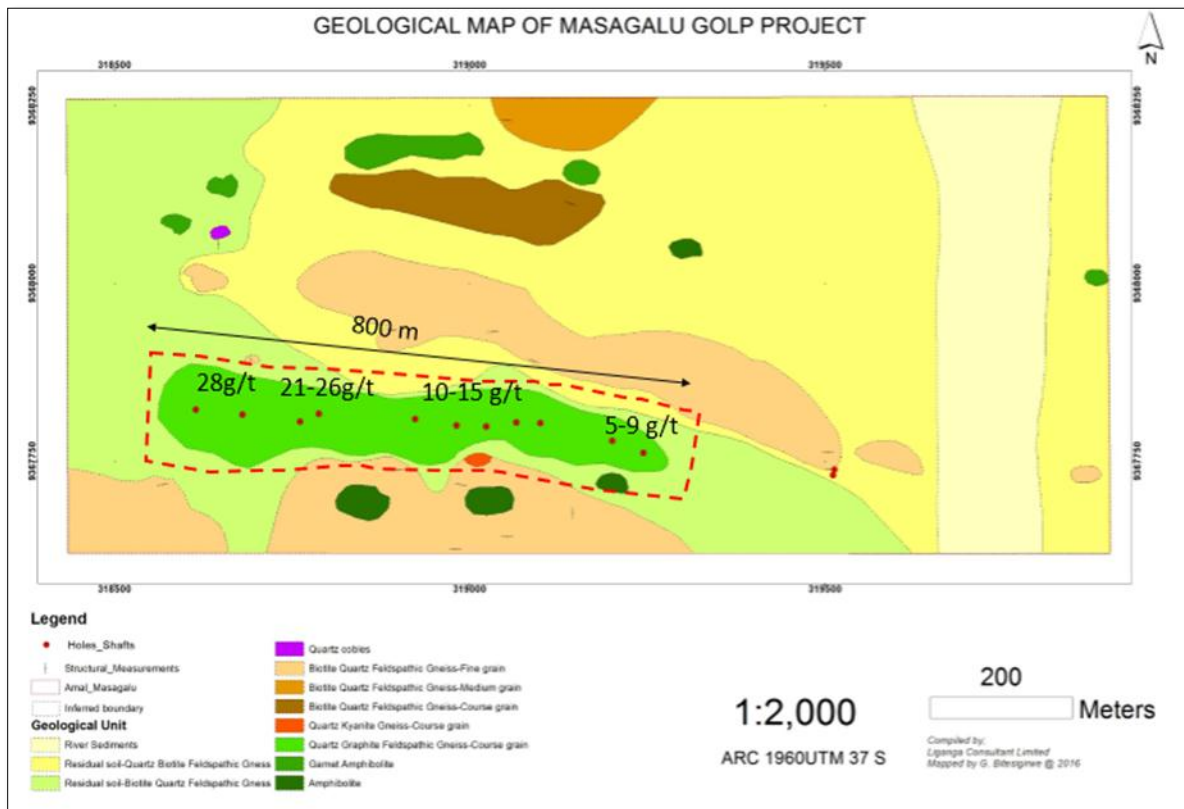 GEOLOGICAL MAP OF MASAGALU GOLP PROJECT
N
318500 319000 319500
9368250 9368250
9368000 9368000
800 m
28g/t 21-26g/t 10-15 g/t 5-9 g/t
9367750 9367750
318500 319000 319500
Legend
Holes_Shafts
Structural_Measurements
Amal_Masagalu
Inferred boundary
Geological Unit
River Sediments
Residual soil-Quartz Biotite Feldspathic Gness
Residual soil-Biotite Quartz Feldspathic Gness
Quartz cobles
Biotite Quartz Feldspathic Gneiss-Fine grain
Biotite Quartz Feldspathic Gneiss-Medium grain
Biotite Quartz Feldspathic Gneiss-Course grain
Quartz Kyanite Gneiss-Course grain
Quartz Graphite Feldspathic Gneiss-Course grain
Garnet Amphibolite
Amphibolite
1:2,000
ARC 1960UTM 37 S
200
Meters
Compiled by;
Liganga Consultant Limited
Mapped by G. Bitesigirwe @ 2016